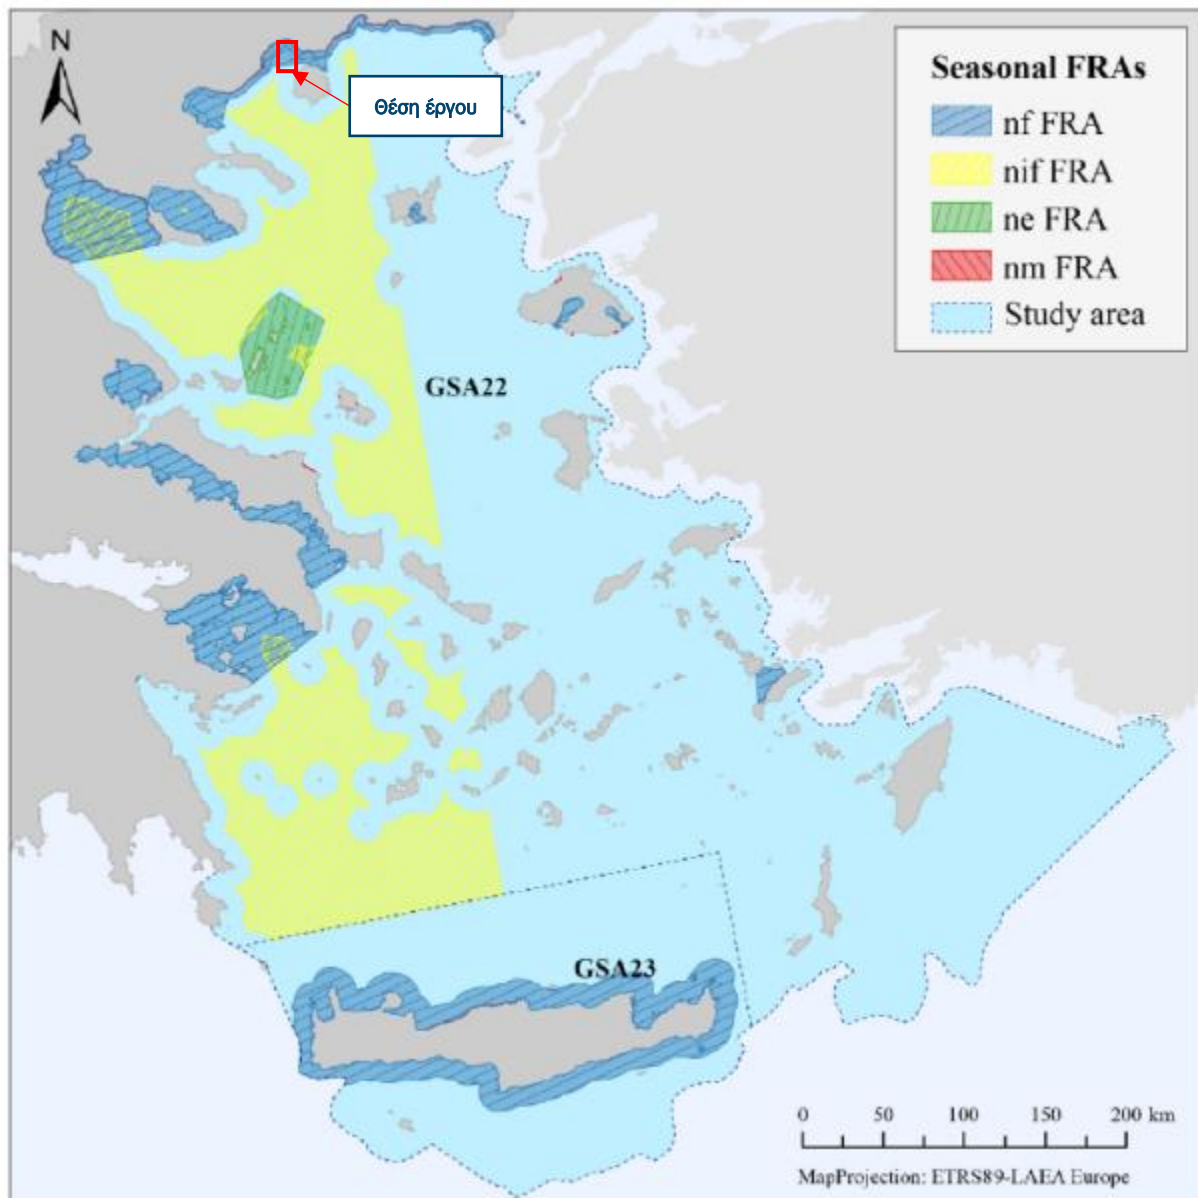 N
Θέση έργου
Seasonal FRAs
nf FRA
nif FRA
ne FRA
nm FRA
Study area
GSA22
GSA23
0 50 100 150 200 km
MapProjection: ETRS89-LAEA Europe